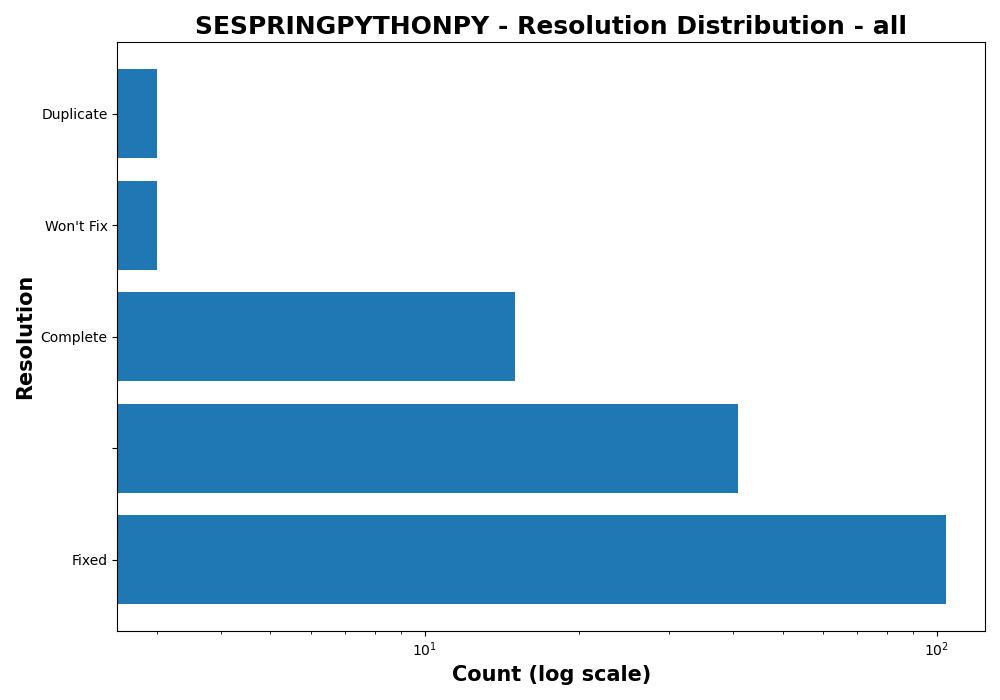 SESPRINGPYTHONPY - Resolution Distribution - all
Duplicate
Won't Fix
Complete
Fixed
Resolution
10¹
10²
Count (log scale)